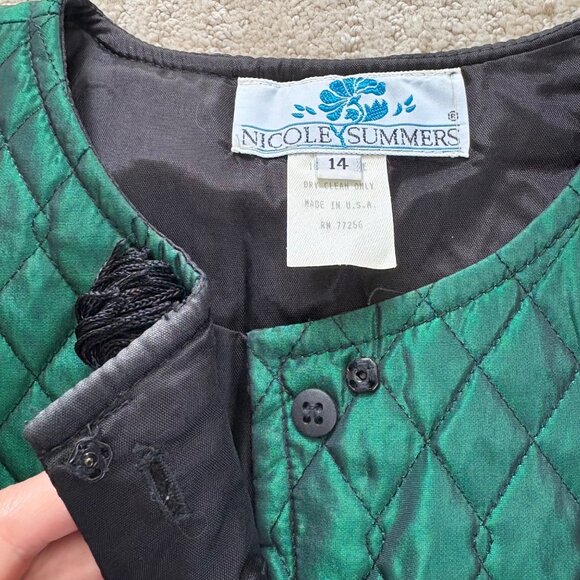 NICOLE SUMMERS
®
14
DRY CLEAN ONLY
MADE IN U.S.A.
RN 77256